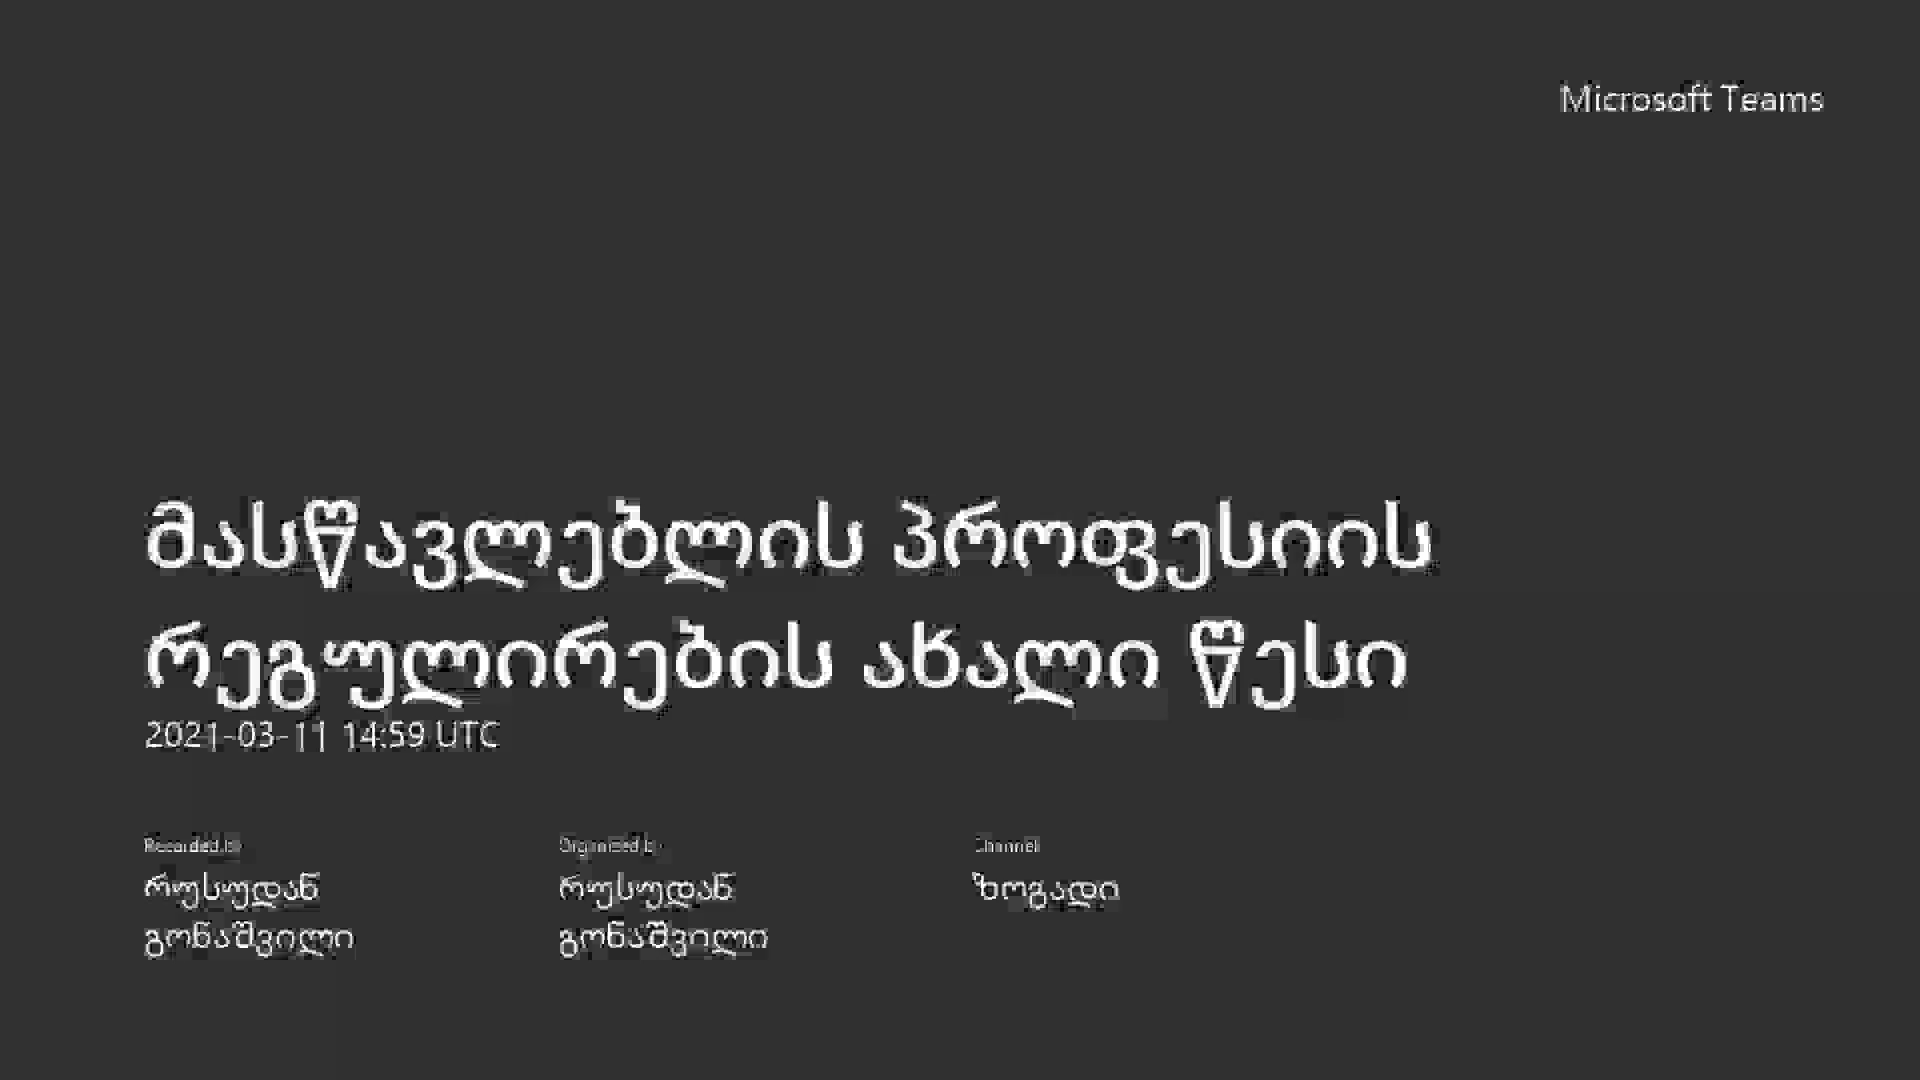 Microsoft Teams
მასწავლებლის პროფესიის
რეგულირების ახალი წესი
2021-03-11 14:59 UTC
Recorded by
Organized by
Channel
რუსუდან
რუსუდან
ზოგადი
გონაშვილი
გონაშვილი